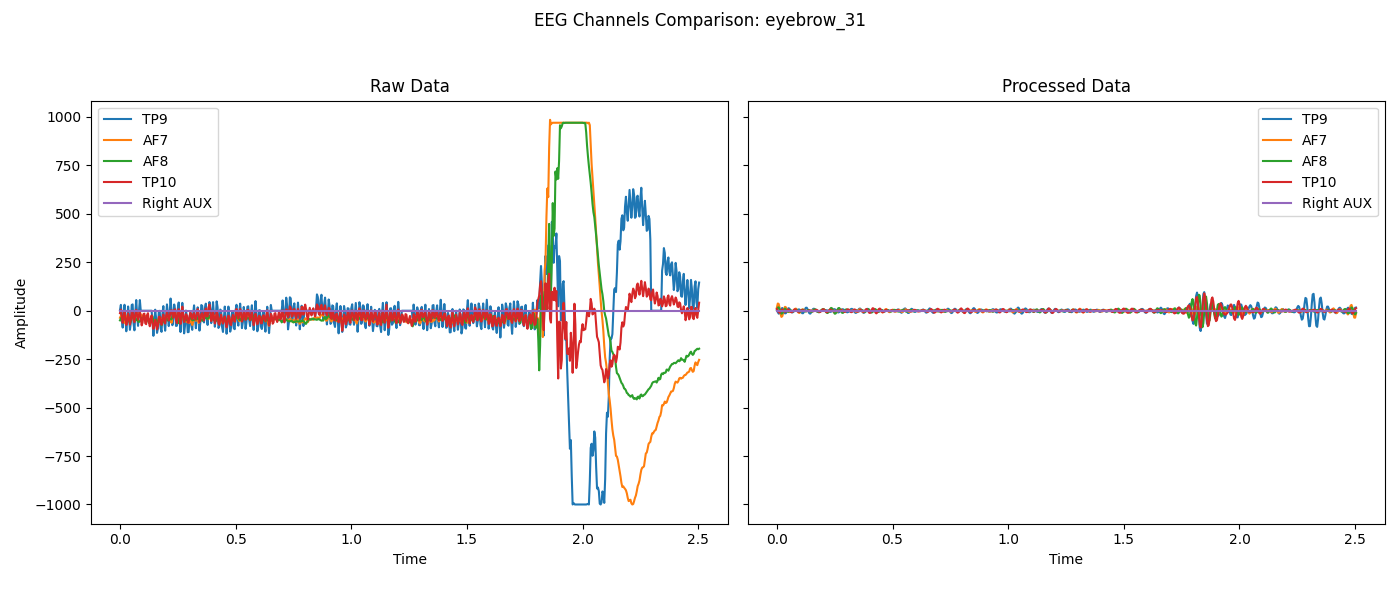 EEG Channels Comparison: eyebrow_31
Raw Data
Processed Data
TP9
AF7
AF8
TP10
Right AUX
TP9
AF7
AF8
TP10
Right AUX
Amplitude
1000
750
500
250
0
−250
−500
−750
−1000
0.0 0.5 1.0 1.5 2.0 2.5
0.0 0.5 1.0 1.5 2.0 2.5
Time
Time